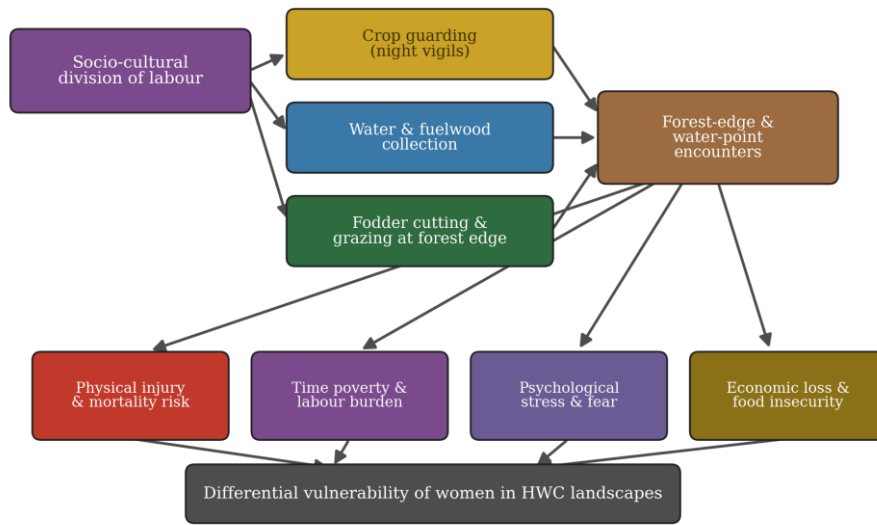 Socio-cultural
division of labour
Crop guarding
(night vigils)
Water & fuelwood
collection
Fodder cutting &
grazing at forest edge
Forest-edge &
water-point
encounters
Physical injury
& mortality risk
Time poverty &
labour burden
Psychological
stress & fear
Economic loss &
food insecurity
Differential vulnerability of women in HWC landscapes